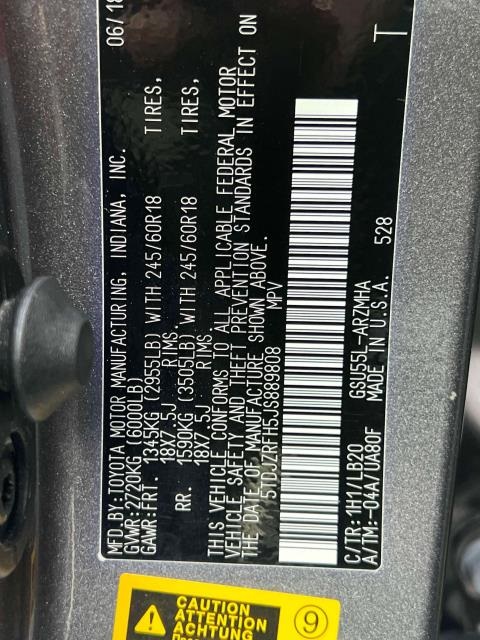 MFD.BY:TOYOTA MOTOR MANUFACTURING, INDIANA, INC. 06/18
GVWR:2720KG (6000LB)
GAWR:FRT. 1345KG (2955LB) WITH 245/60R18 TIRES,
18X7.5J RIMS.
RR. 1590KG (3505LB) WITH 245/60R18 TIRES,
18X7.5J RIMS.
THIS VEHICLE CONFORMS TO ALL APPLICABLE FEDERAL MOTOR
VEHICLE SAFETY AND THEFT PREVENTION STANDARDS IN EFFECT ON
THE DATE OF MANUFACTURE SHOWN ABOVE.
5TDJZRFH5JS889808 MPV
C/TR:1H1/LB20 GSU55L-ARZMHA
A/TM:-04A/UA80F MADE IN U.S.A. 528
T
CAUTION
ATTENTION
ACHTUNG
9